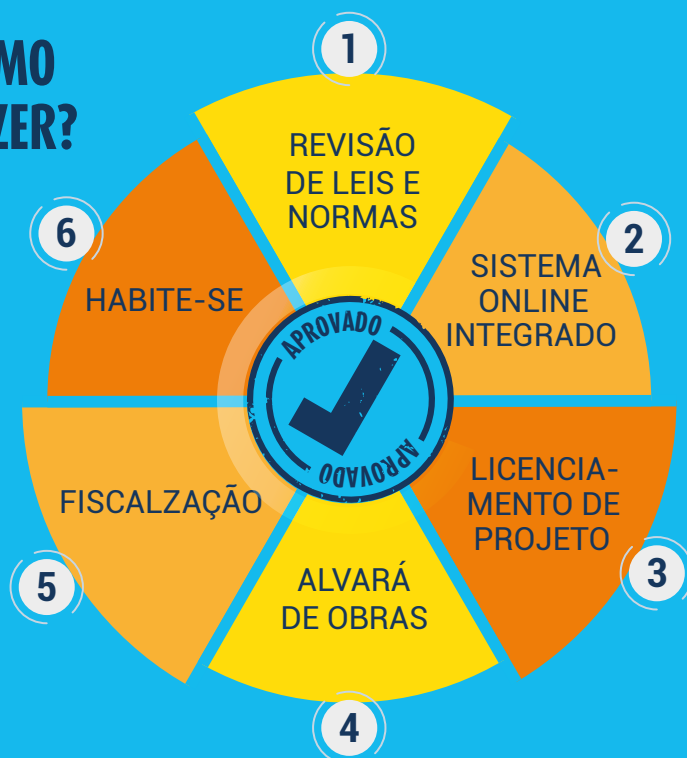 MO
ZER?
1
REVISÃO
DE LEIS E
NORMAS
2
SISTEMA
ONLINE
INTEGRADO
3
LICENCIA-
MENTO DE
PROJETO
4
ALVARÁ
DE OBRAS
5
FISCALZAÇÃO
6
HABITE-SE
APROVADO
APROVADO